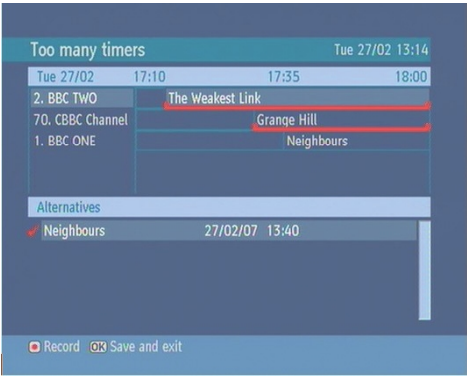 Too many timers Tue 27/02 13:14
Tue 27/02 17:10 17:35 18:00
2. BBC TWO The Weakest Link
70. CBBC Channel Grange Hill
1. BBC ONE Neighbours
Alternatives
Neighbours 27/02/07 13:40
Record OK Save and exit